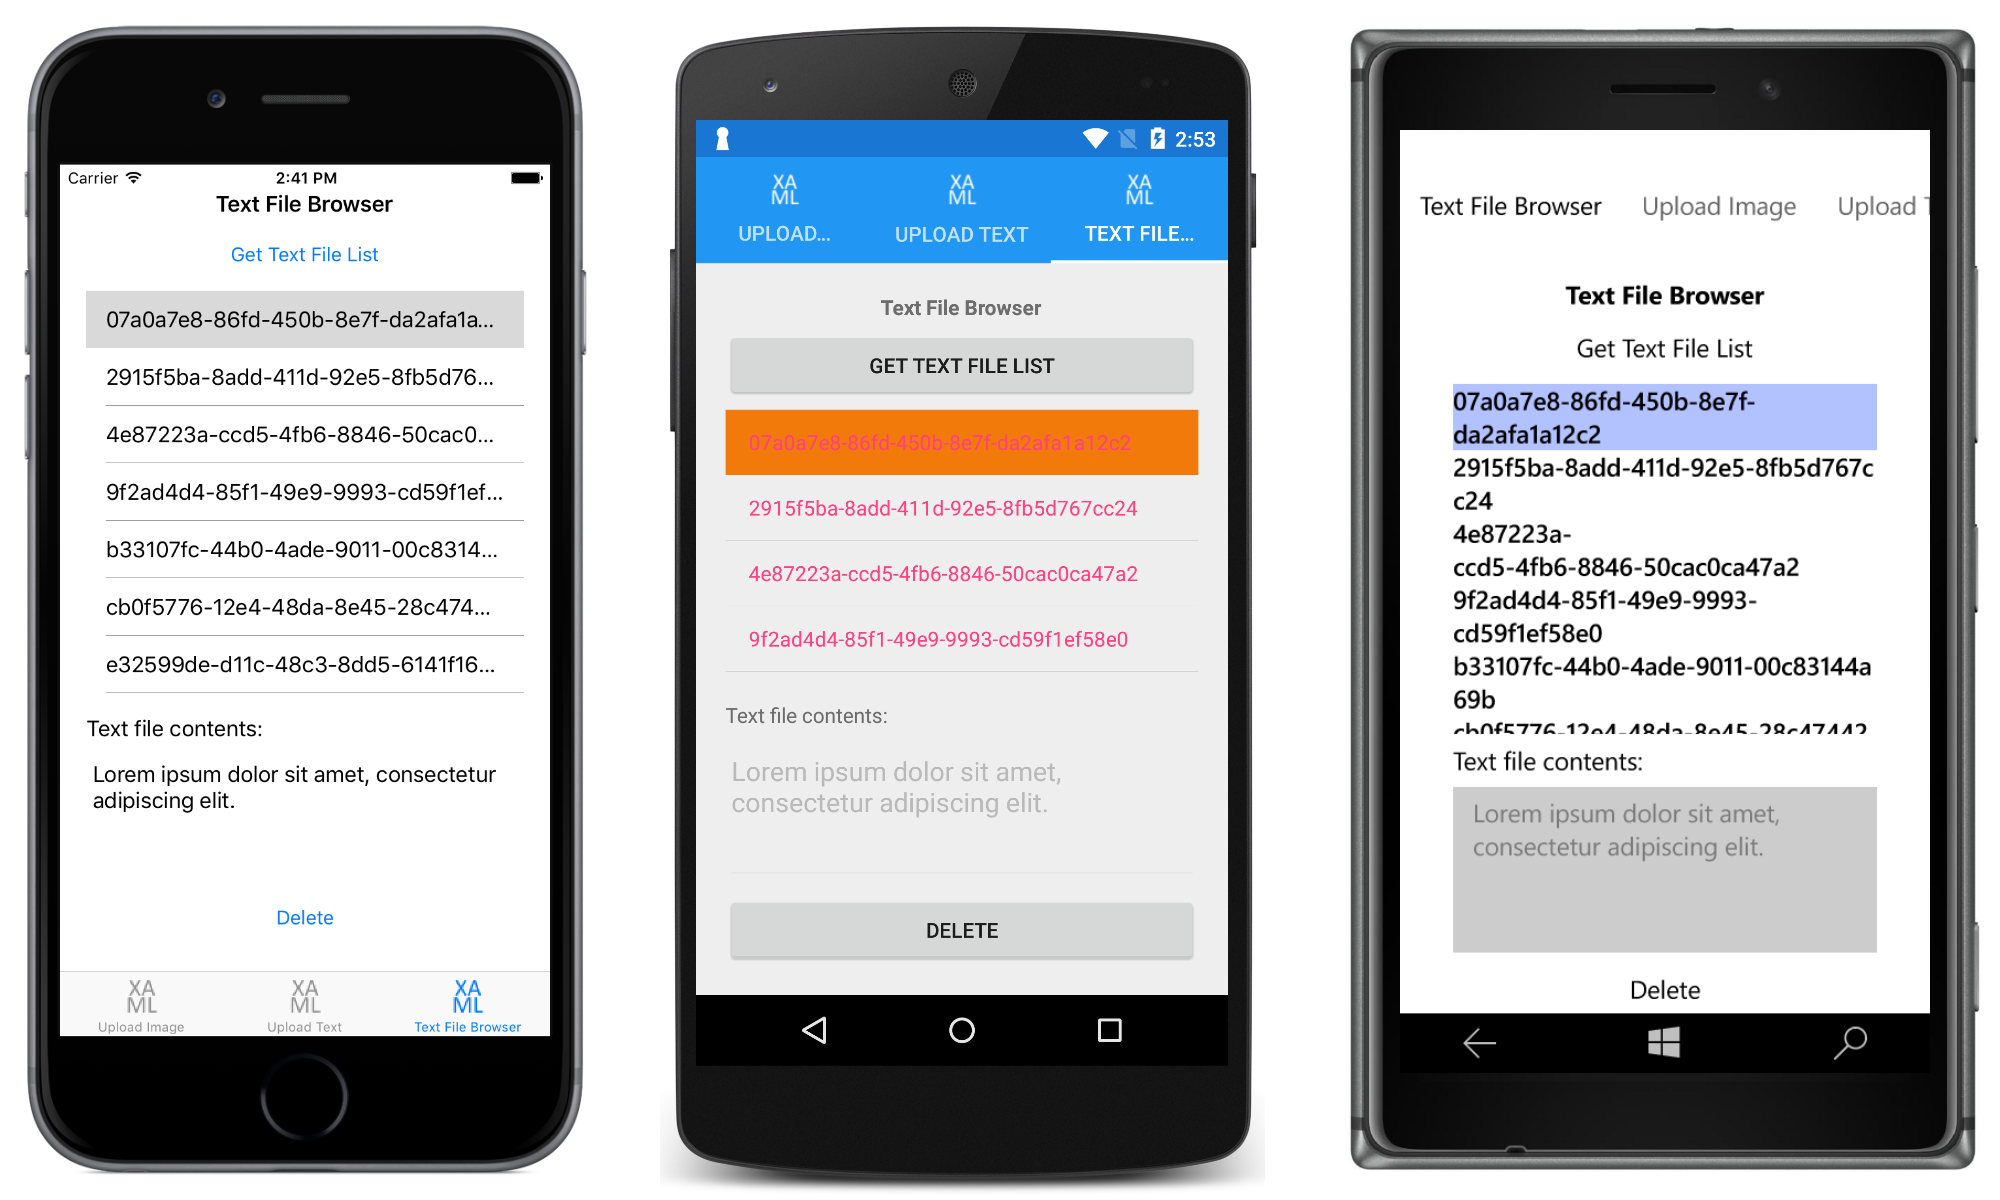 Carrier
2:41 PM
Text File Browser
Get Text File List
07a0a7e8-86fd-450b-8e7f-da2afa1a...
2915f5ba-8add-411d-92e5-8fb5d76...
4e87223a-ccd5-4fb6-8846-50cac0...
9f2ad4d4-85f1-49e9-9993-cd59f1ef...
b33107fc-44b0-4ade-9011-00c8314...
cb0f5776-12e4-48da-8e45-28c474...
e32599de-d11c-48c3-8dd5-6141f16...
Text file contents:
Lorem ipsum dolor sit amet, consectetur
adipiscing elit.
Delete
XA
ML
Upload Image
XA
ML
Upload Text
XA
ML
Text File Browser
2:53
XA
ML
UPLOAD...
XA
ML
UPLOAD TEXT
XA
ML
TEXT FILE...
Text File Browser
GET TEXT FILE LIST
07a0a7e8-86fd-450b-8e7f-da2afa1a12c2
2915f5ba-8add-411d-92e5-8fb5d767cc24
4e87223a-ccd5-4fb6-8846-50cac0ca47a2
9f2ad4d4-85f1-49e9-9993-cd59f1ef58e0
Text file contents:
Lorem ipsum dolor sit amet,
consectetur adipiscing elit.
DELETE
Text File Browser Upload Image Upload T
Text File Browser
Get Text File List
07a0a7e8-86fd-450b-8e7f-
da2afa1a12c2
2915f5ba-8add-411d-92e5-8fb5d767c
c24
4e87223a-
ccd5-4fb6-8846-50cac0ca47a2
9f2ad4d4-85f1-49e9-9993-
cd59f1ef58e0
b33107fc-44b0-4ade-9011-00c83144a
69b
cb0f5776-12e4-48da-8e45-28c47442
Text file contents:
Lorem ipsum dolor sit amet,
consectetur adipiscing elit.
Delete